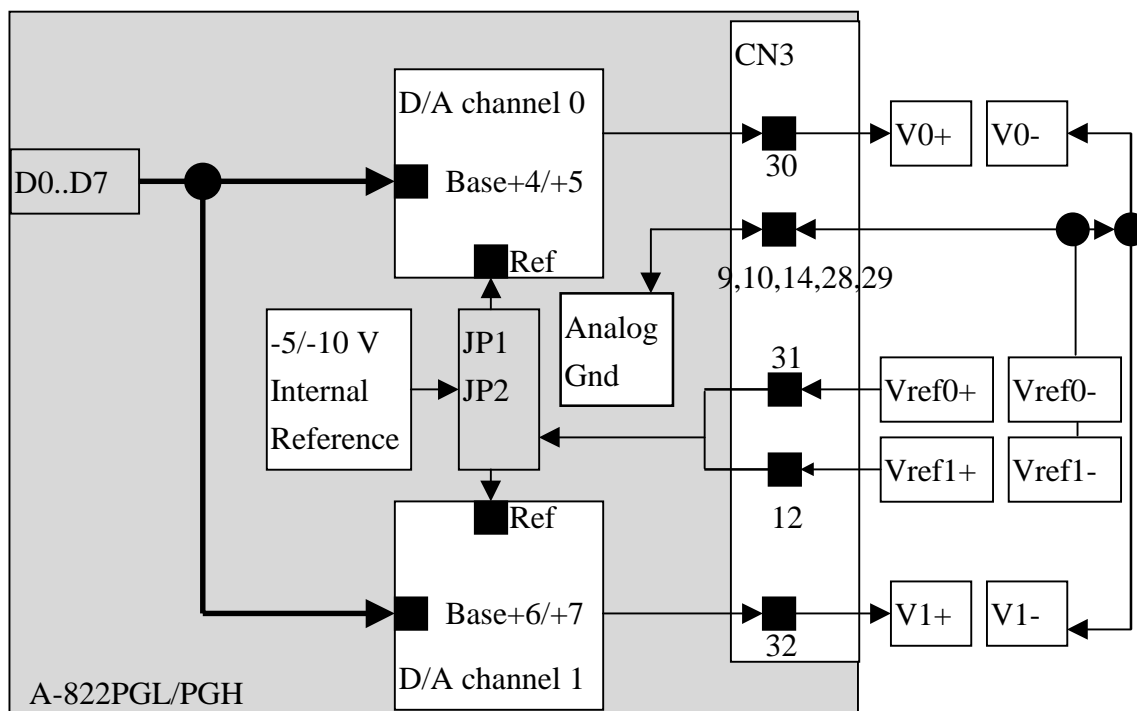 CN3
D/A channel 0
V0+
V0-
30
D0..D7
Base+4/+5
Ref
9,10,14,28,29
-5/-10 V
Internal
Reference
JP1
JP2
Analog
Gnd
31
Vref0+
Vref0-
Vref1+
Vref1-
12
Ref
Base+6/+7
V1+
V1-
32
D/A channel 1
A-822PGL/PGH